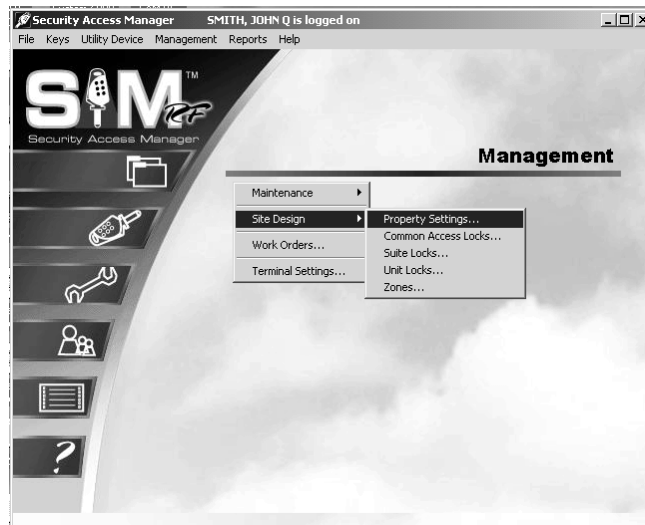 Security Access Manager SMITH, JOHN Q is logged on
File Keys Utility Device Management Reports Help
SAM TM
RF
Security Access Manager
Management
Maintenance
Site Design
Property Settings...
Common Access Locks...
Work Orders...
Suite Locks...
Unit Locks...
Terminal Settings...
Zones...
?